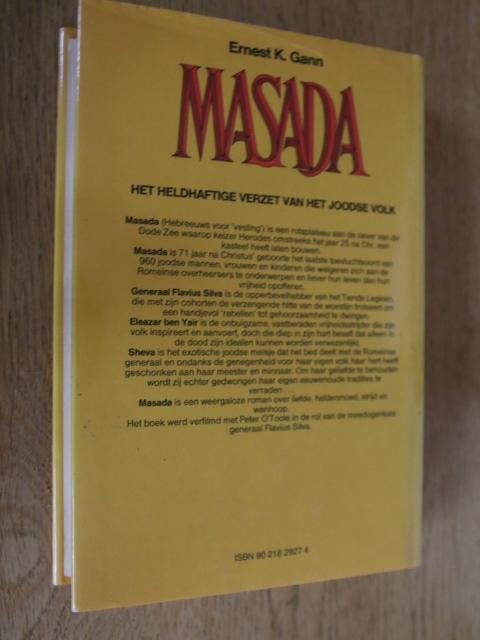 Ernest K. Gann
MASADA
HET HELDHAFTIGE VERZET VAN HET JOODSE VOLK
Masada (Hebreeuws voor 'vesting') is een rotsplateau aan de oever van de
Dode Zee waarop keizer Herodes omstreeks het jaar 25 na Chr. een
kasteel heeft laten bouwen.
Masada is 71 jaar na Christus' geboorte het laatste toevluchtsoord van
960 joodse mannen, vrouwen en kinderen die weigeren zich aan de
Romeinse overheersers te onderwerpen en liever hun leven dan hun
vrijheid opofferen.
Generaal Flavius Silva is de opperbevelhebber van het Tiende Legioen,
die met zijn cohorten de verzengende hitte van de woestijn trotseert om
een handjevol 'rebellen' tot gehoorzaamheid te dwingen.
Eleazar ben Yaïr is de onbuigzame, vastberaden vrijheidsstrijder die zijn
volk inspireert en aanvoert, doch die diep in zijn hart beseft dat alleen in
de dood zijn idealen kunnen worden verwezenlijkt.
Sheva is het exotische joodse meisje dat het bed deelt met de Romeinse
generaal en ondanks de genegenheid voor haar eigen volk haar hart heeft
geschonken aan haar meester en minnaar. Om haar geliefde te behouden
wordt zij echter gedwongen haar eigen eeuwenoude tradities te
verraden ...
Masada is een weergaloze roman over liefde, heldenmoed, strijd en
wanhoop.
Het boek werd verfilmd met Peter O'Toole in de rol van de meedogenloze
generaal Flavius Silva.
ISBN 90 218 2927 4